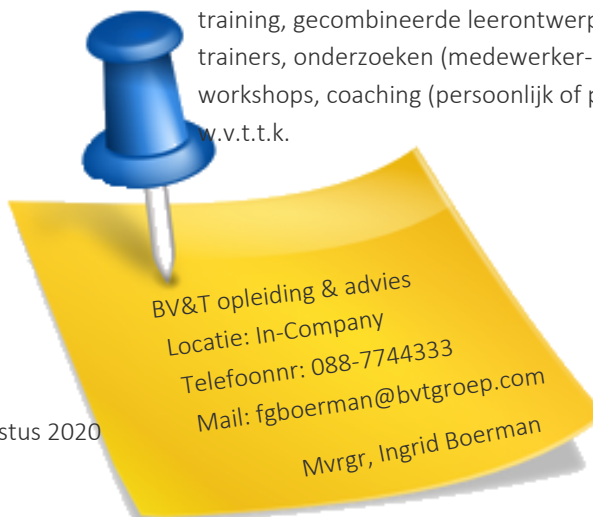 training, gecombineerde leerontwerp
trainers, onderzoeken (medewerker-
workshops, coaching (persoonlijk of p
w.v.t.t.k.
BV&T opleiding & advies
Locatie: In-Company
Telefoonnr: 088-7744333
Mail: fgboerman@bvtgroep.com
Mvrgr, Ingrid Boerman
stus 2020